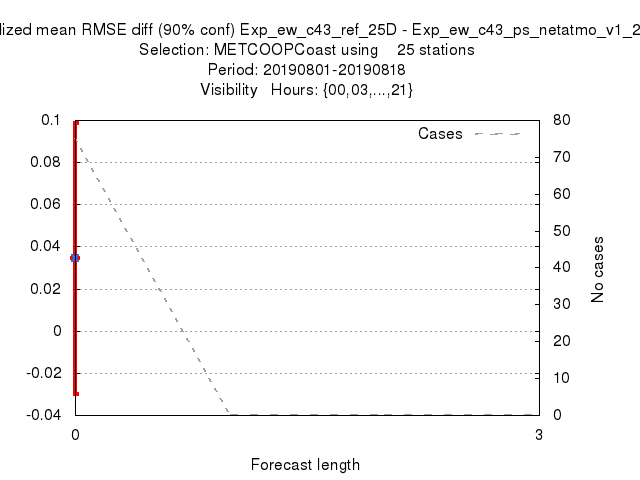 lized mean RMSE diff (90% conf) Exp_ew_c43_ref_25D - Exp_ew_c43_ps_netatmo_v1_2
Selection: METCOOPCoast using 25 stations
Period: 20190801-20190818
Visibility Hours: {00,03,...,21}
0.1
0.08
0.06
0.04
0.02
0
-0.02
-0.04
Cases
80
70
60
50
40
30
20
10
0
No cases
0
3
Forecast length